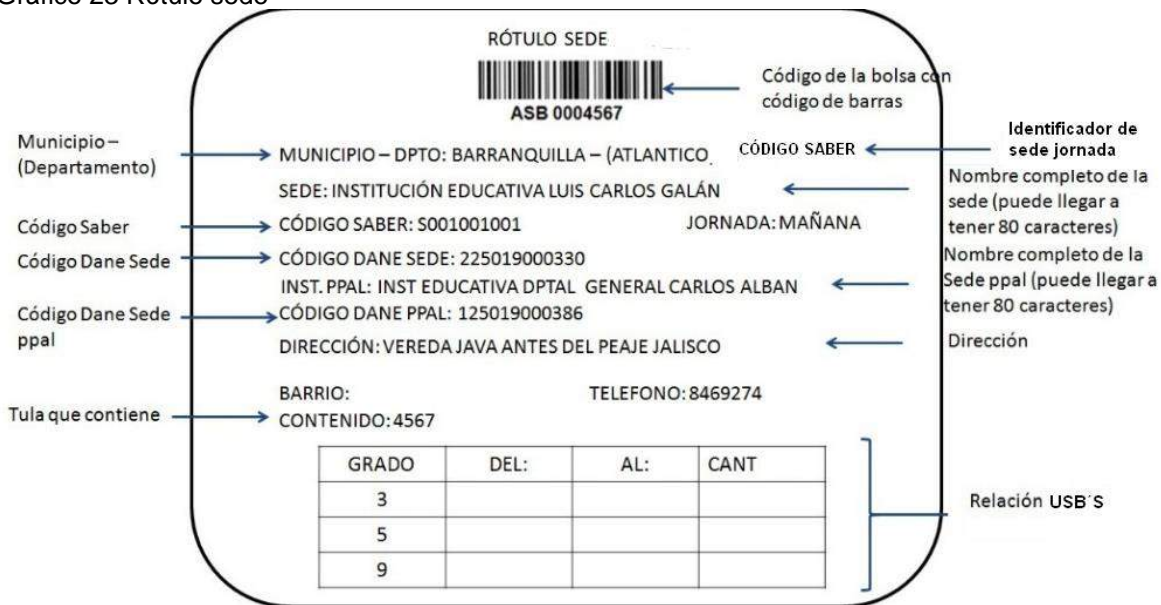 Gráfico 23 Rótulo sede
RÓTULO SEDE
ASB 0004567
Código de la bolsa con
código de barras
Municipio –
(Departamento)
MUNICIPIO – DPTO: BARRANQUILLA – (ATLANTICO
CÓDIGO SABER
Identificador de
sede jornada
SEDE: INSTITUCIÓN EDUCATIVA LUIS CARLOS GALÁN
Nombre completo de la
sede (puede llegar a
tener 80 caracteres)
Código Saber
CÓDIGO SABER: S001001001
JORNADA: MAÑANA
Código Dane Sede
CÓDIGO DANE SEDE: 225019000330
INST. PPAL: INST EDUCATIVA DPTAL GENERAL CARLOS ALBAN
Nombre completo de la
Sede ppal (puede llegar a
tener 80 caracteres)
Código Dane Sede
ppal
CÓDIGO DANE PPAL: 125019000386
DIRECCIÓN: VEREDA JAVA ANTES DEL PEAJE JALISCO
Dirección
BARRIO:
TELEFONO: 8469274
Tula que contiene
CONTENIDO: 4567
GRADO DEL: AL: CANT
3
5
9
Relación USB´S